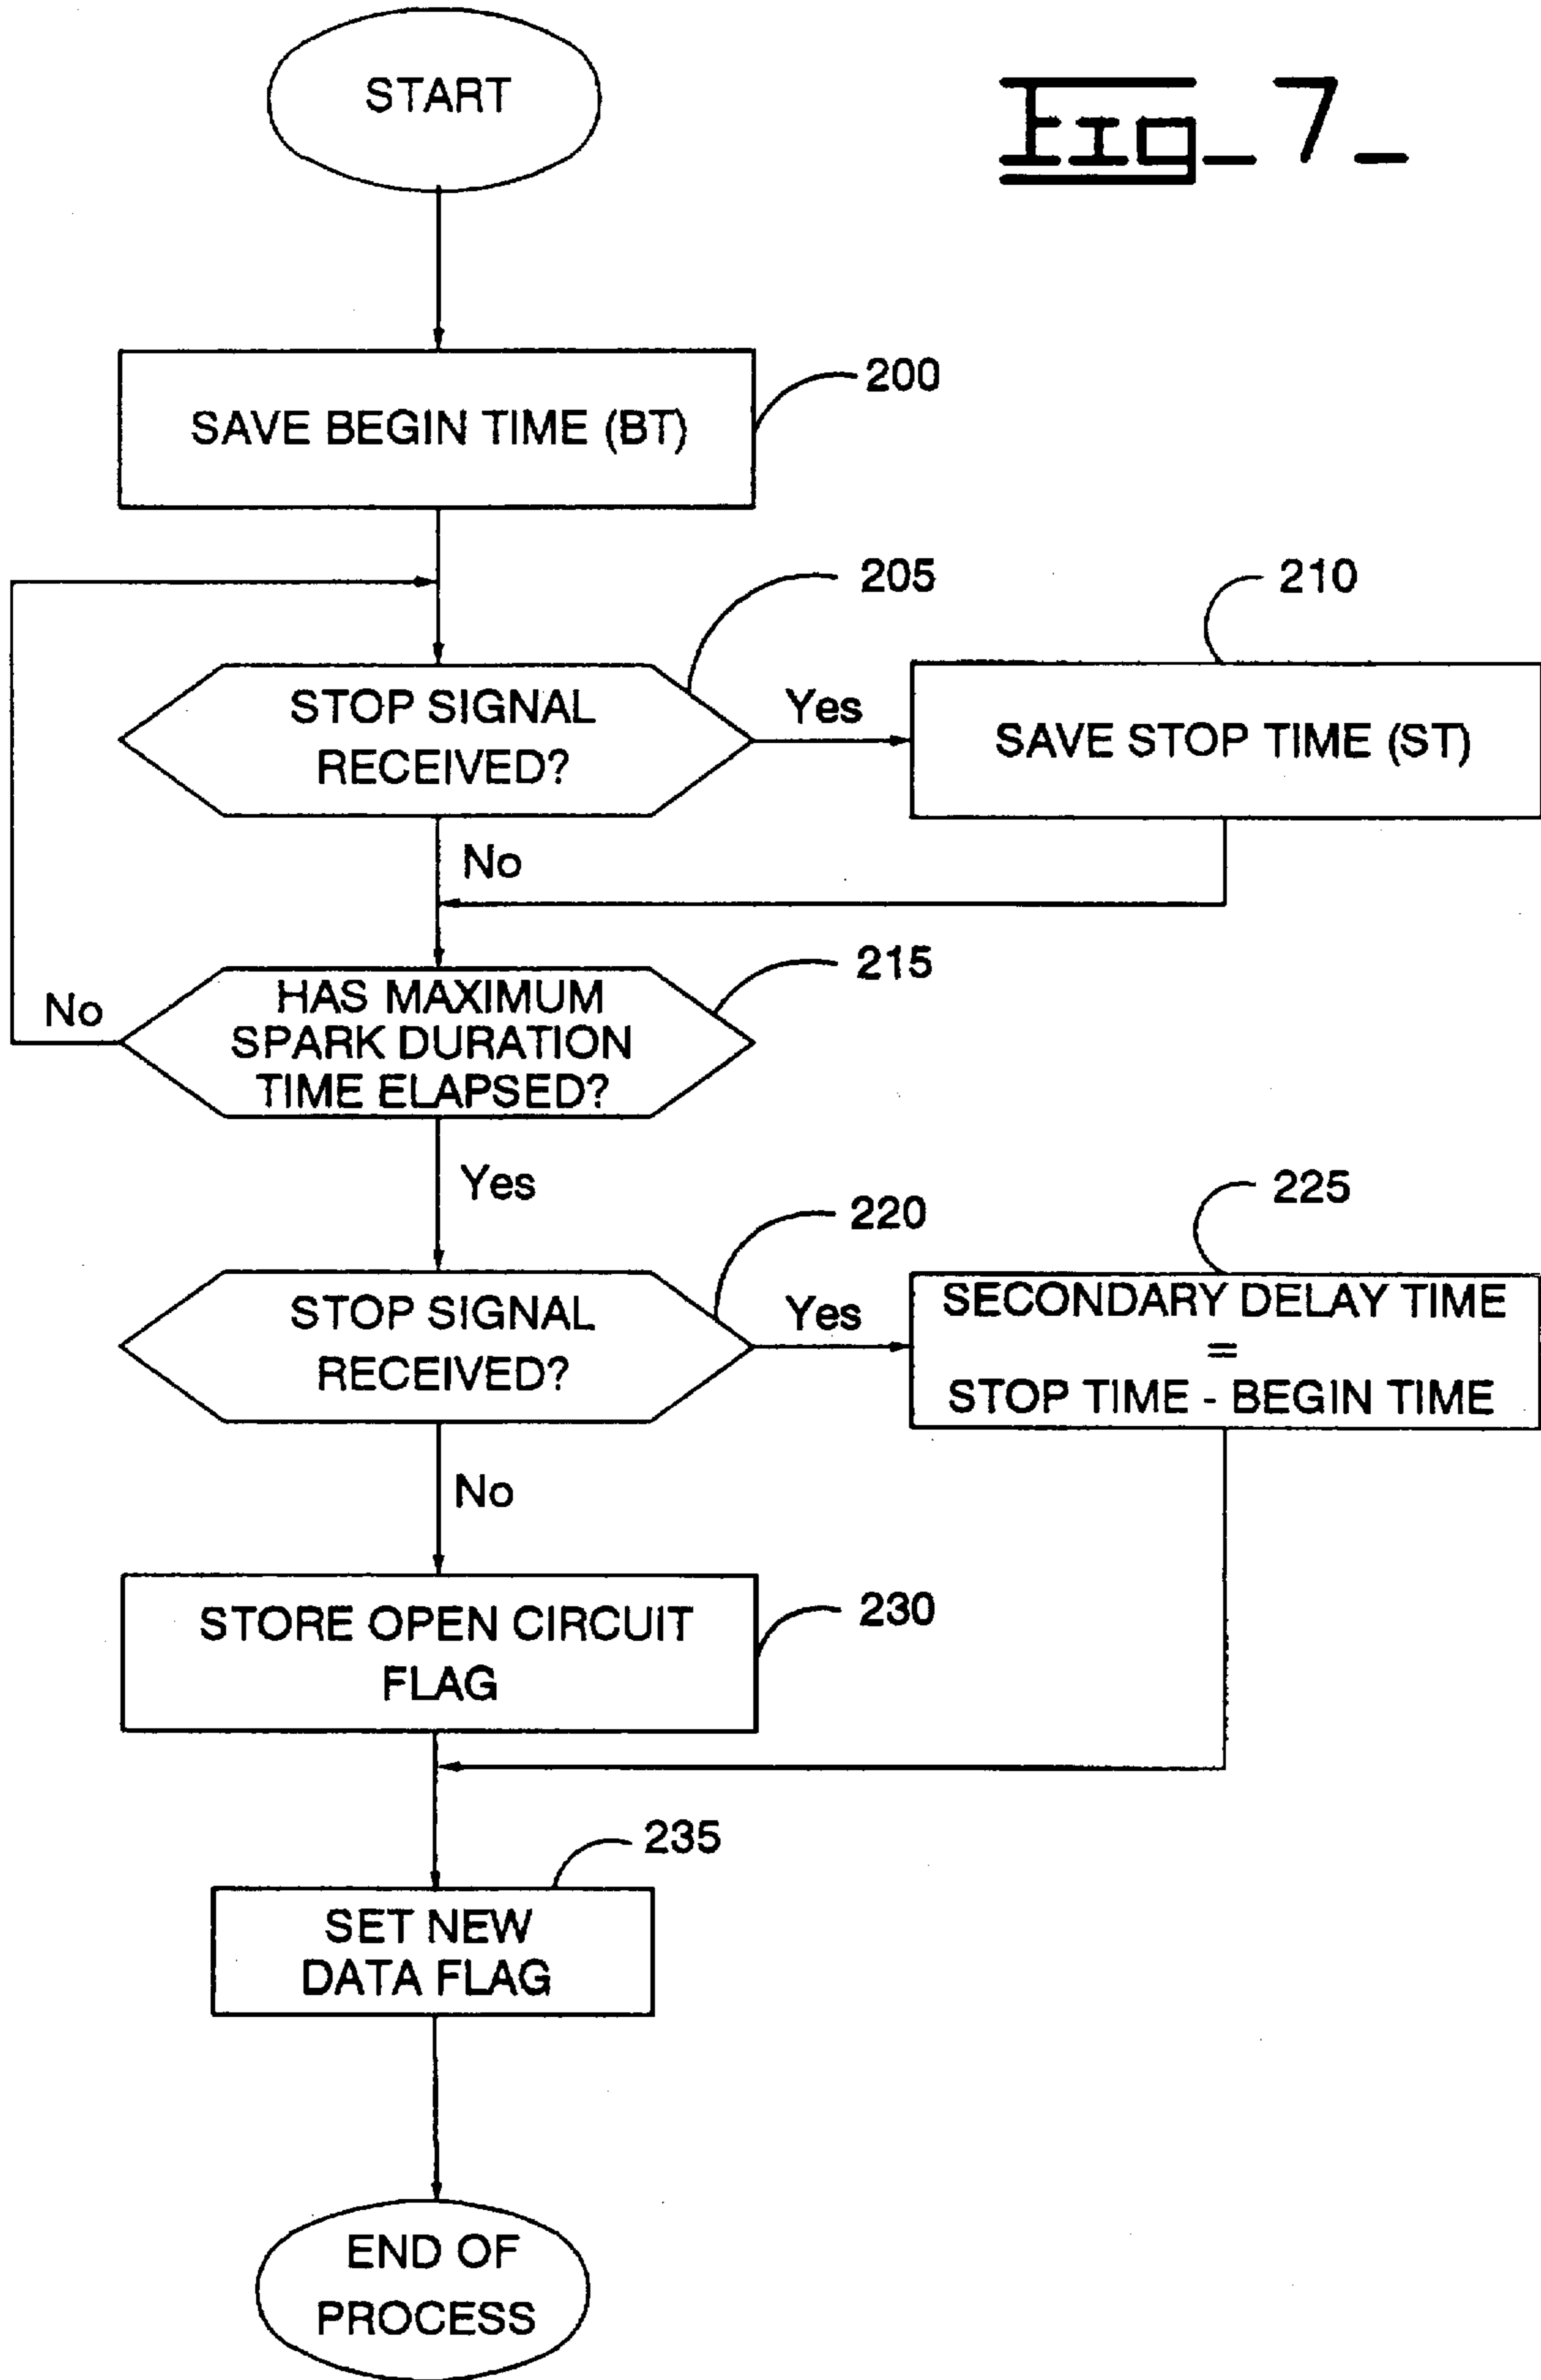 START
Fig_7_
SAVE BEGIN TIME (BT)
200
STOP SIGNAL
RECEIVED?
205
Yes
SAVE STOP TIME (ST)
210
No
HAS MAXIMUM
SPARK DURATION
TIME ELAPSED?
215
No
Yes
STOP SIGNAL
RECEIVED?
220
Yes
SECONDARY DELAY TIME
=
STOP TIME - BEGIN TIME
225
No
STORE OPEN CIRCUIT
FLAG
230
235
SET NEW
DATA FLAG
END OF
PROCESS